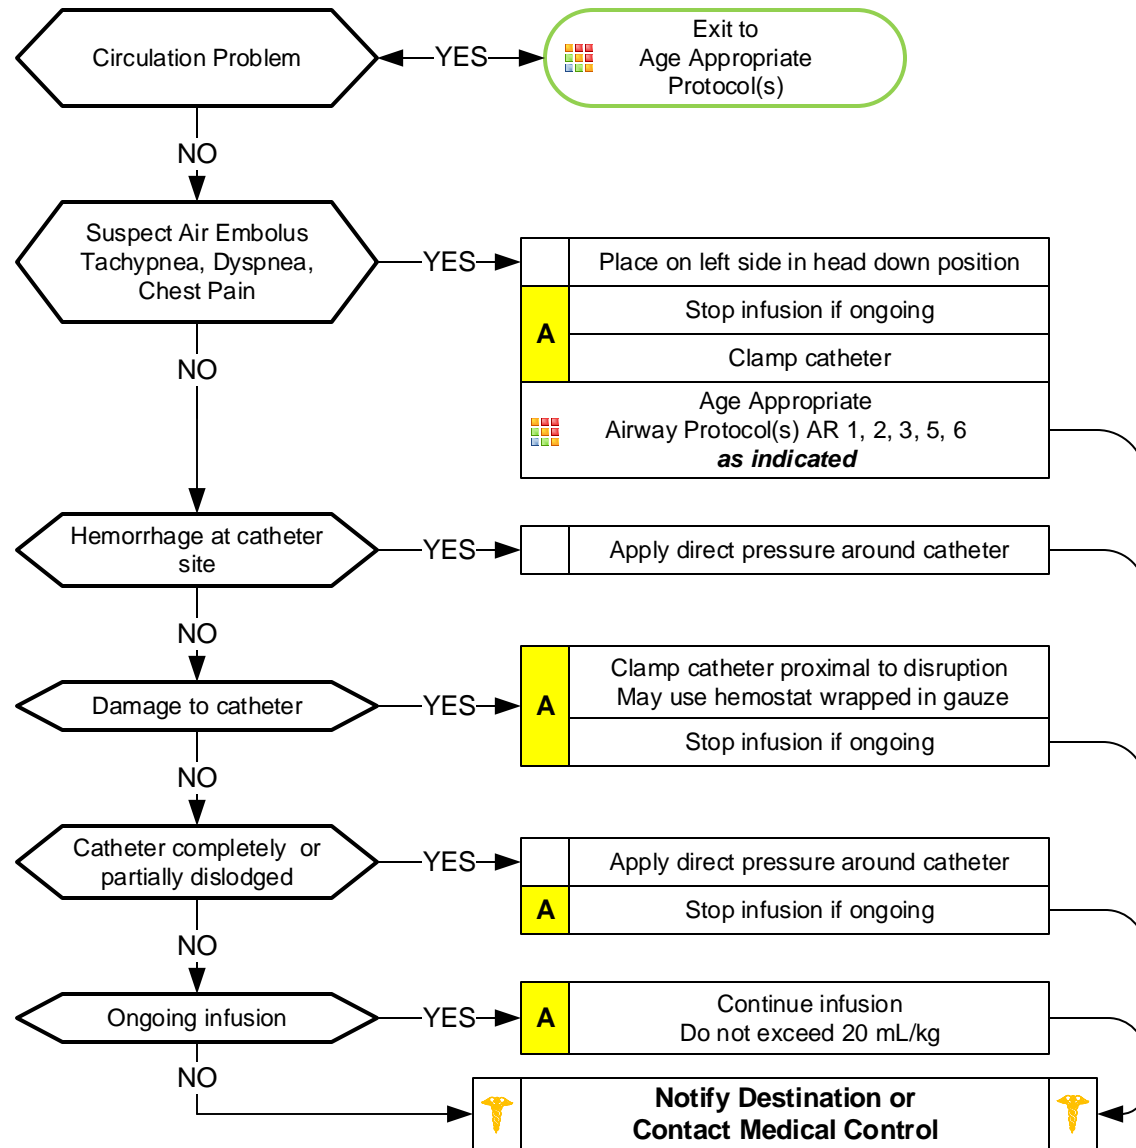 Circulation Problem
YES
Exit to
Age Appropriate
Protocol(s)
NO
Suspect Air Embolus
Tachypnea, Dyspnea,
Chest Pain
YES
Place on left side in head down position
A
Stop infusion if ongoing
Clamp catheter
Age Appropriate
Airway Protocol(s) AR 1, 2, 3, 5, 6
as indicated
NO
Hemorrhage at catheter
site
YES
Apply direct pressure around catheter
NO
Damage to catheter
YES
A
Clamp catheter proximal to disruption
May use hemostat wrapped in gauze
Stop infusion if ongoing
NO
Catheter completely or
partially dislodged
YES
Apply direct pressure around catheter
A
Stop infusion if ongoing
NO
Ongoing infusion
YES
A
Continue infusion
Do not exceed 20 mL/kg
NO
Notify Destination or
Contact Medical Control